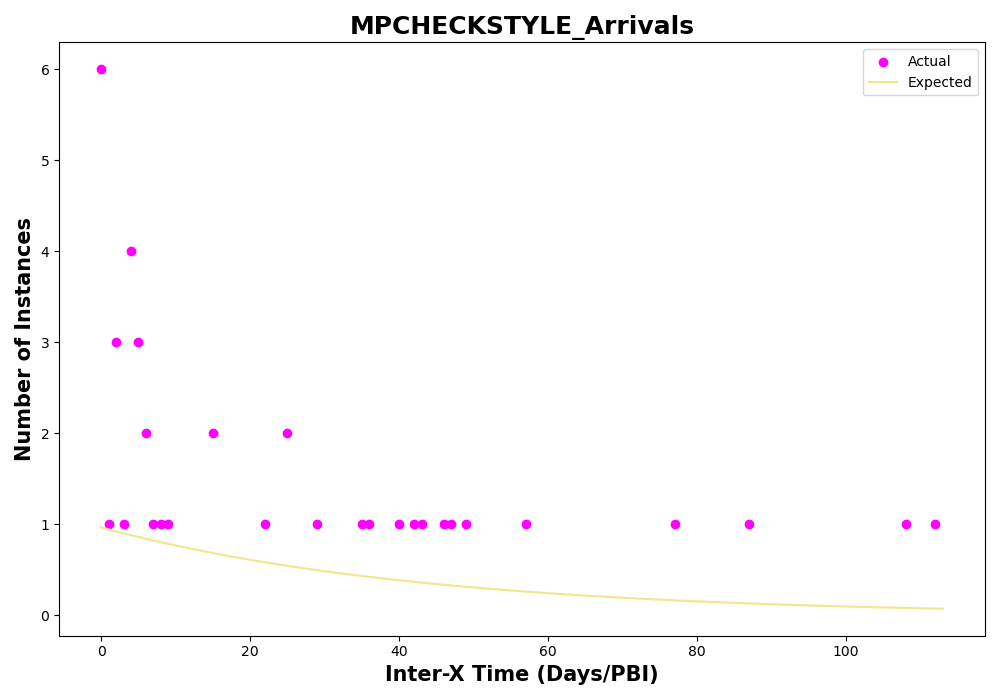 MPCHECKSTYLE_Arrivals
Actual
Expected
Number of Instances
6
5
4
3
2
1
0
0 20 40 60 80 100
Inter-X Time (Days/PBI)